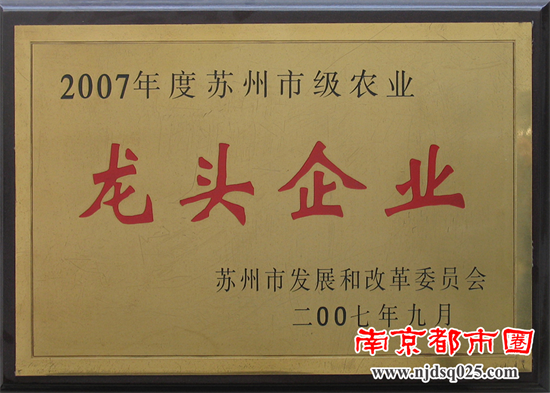 2007年度苏州市级农业
龙头企业
苏州市发展和改革委员会
二00七年九月
南京都市圈
www.njdsq025.com